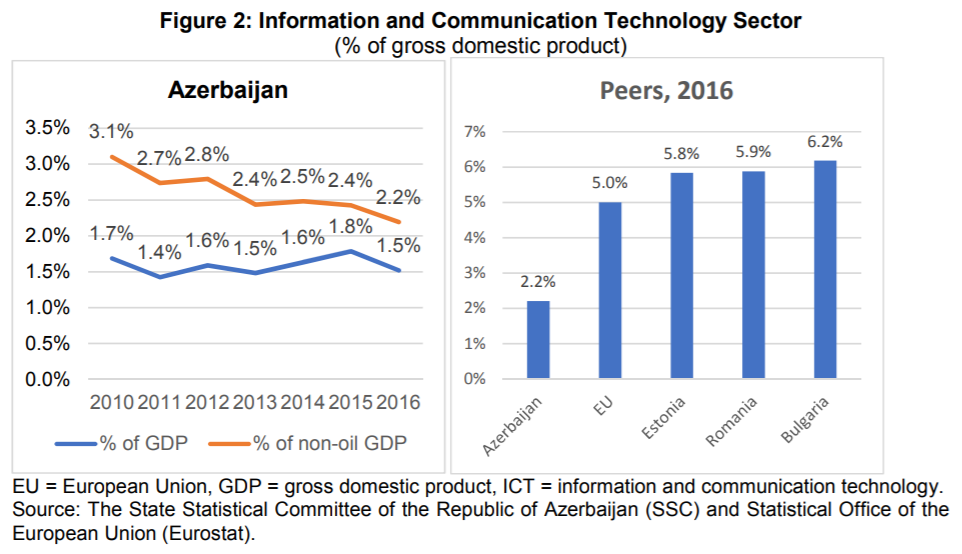 Figure 2: Information and Communication Technology Sector
(% of gross domestic product)
Azerbaijan
3.5%
3.0%
2.5%
2.0%
1.5%
1.0%
0.5%
0.0%
3.1%
2.7%
2.8%
2.4%
2.5%
2.4%
2.2%
1.7%
1.4%
1.6%
1.5%
1.6%
1.8%
1.5%
2010 2011 2012 2013 2014 2015 2016
% of GDP % of non-oil GDP
Peers, 2016
7%
6%
5%
4%
3%
2%
1%
0%
2.2%
5.0%
5.8%
5.9%
6.2%
Azerbaijan
EU
Estonia
Romania
Bulgaria
EU = European Union, GDP = gross domestic product, ICT = information and communication technology.
Source: The State Statistical Committee of the Republic of Azerbaijan (SSC) and Statistical Office of the
European Union (Eurostat).